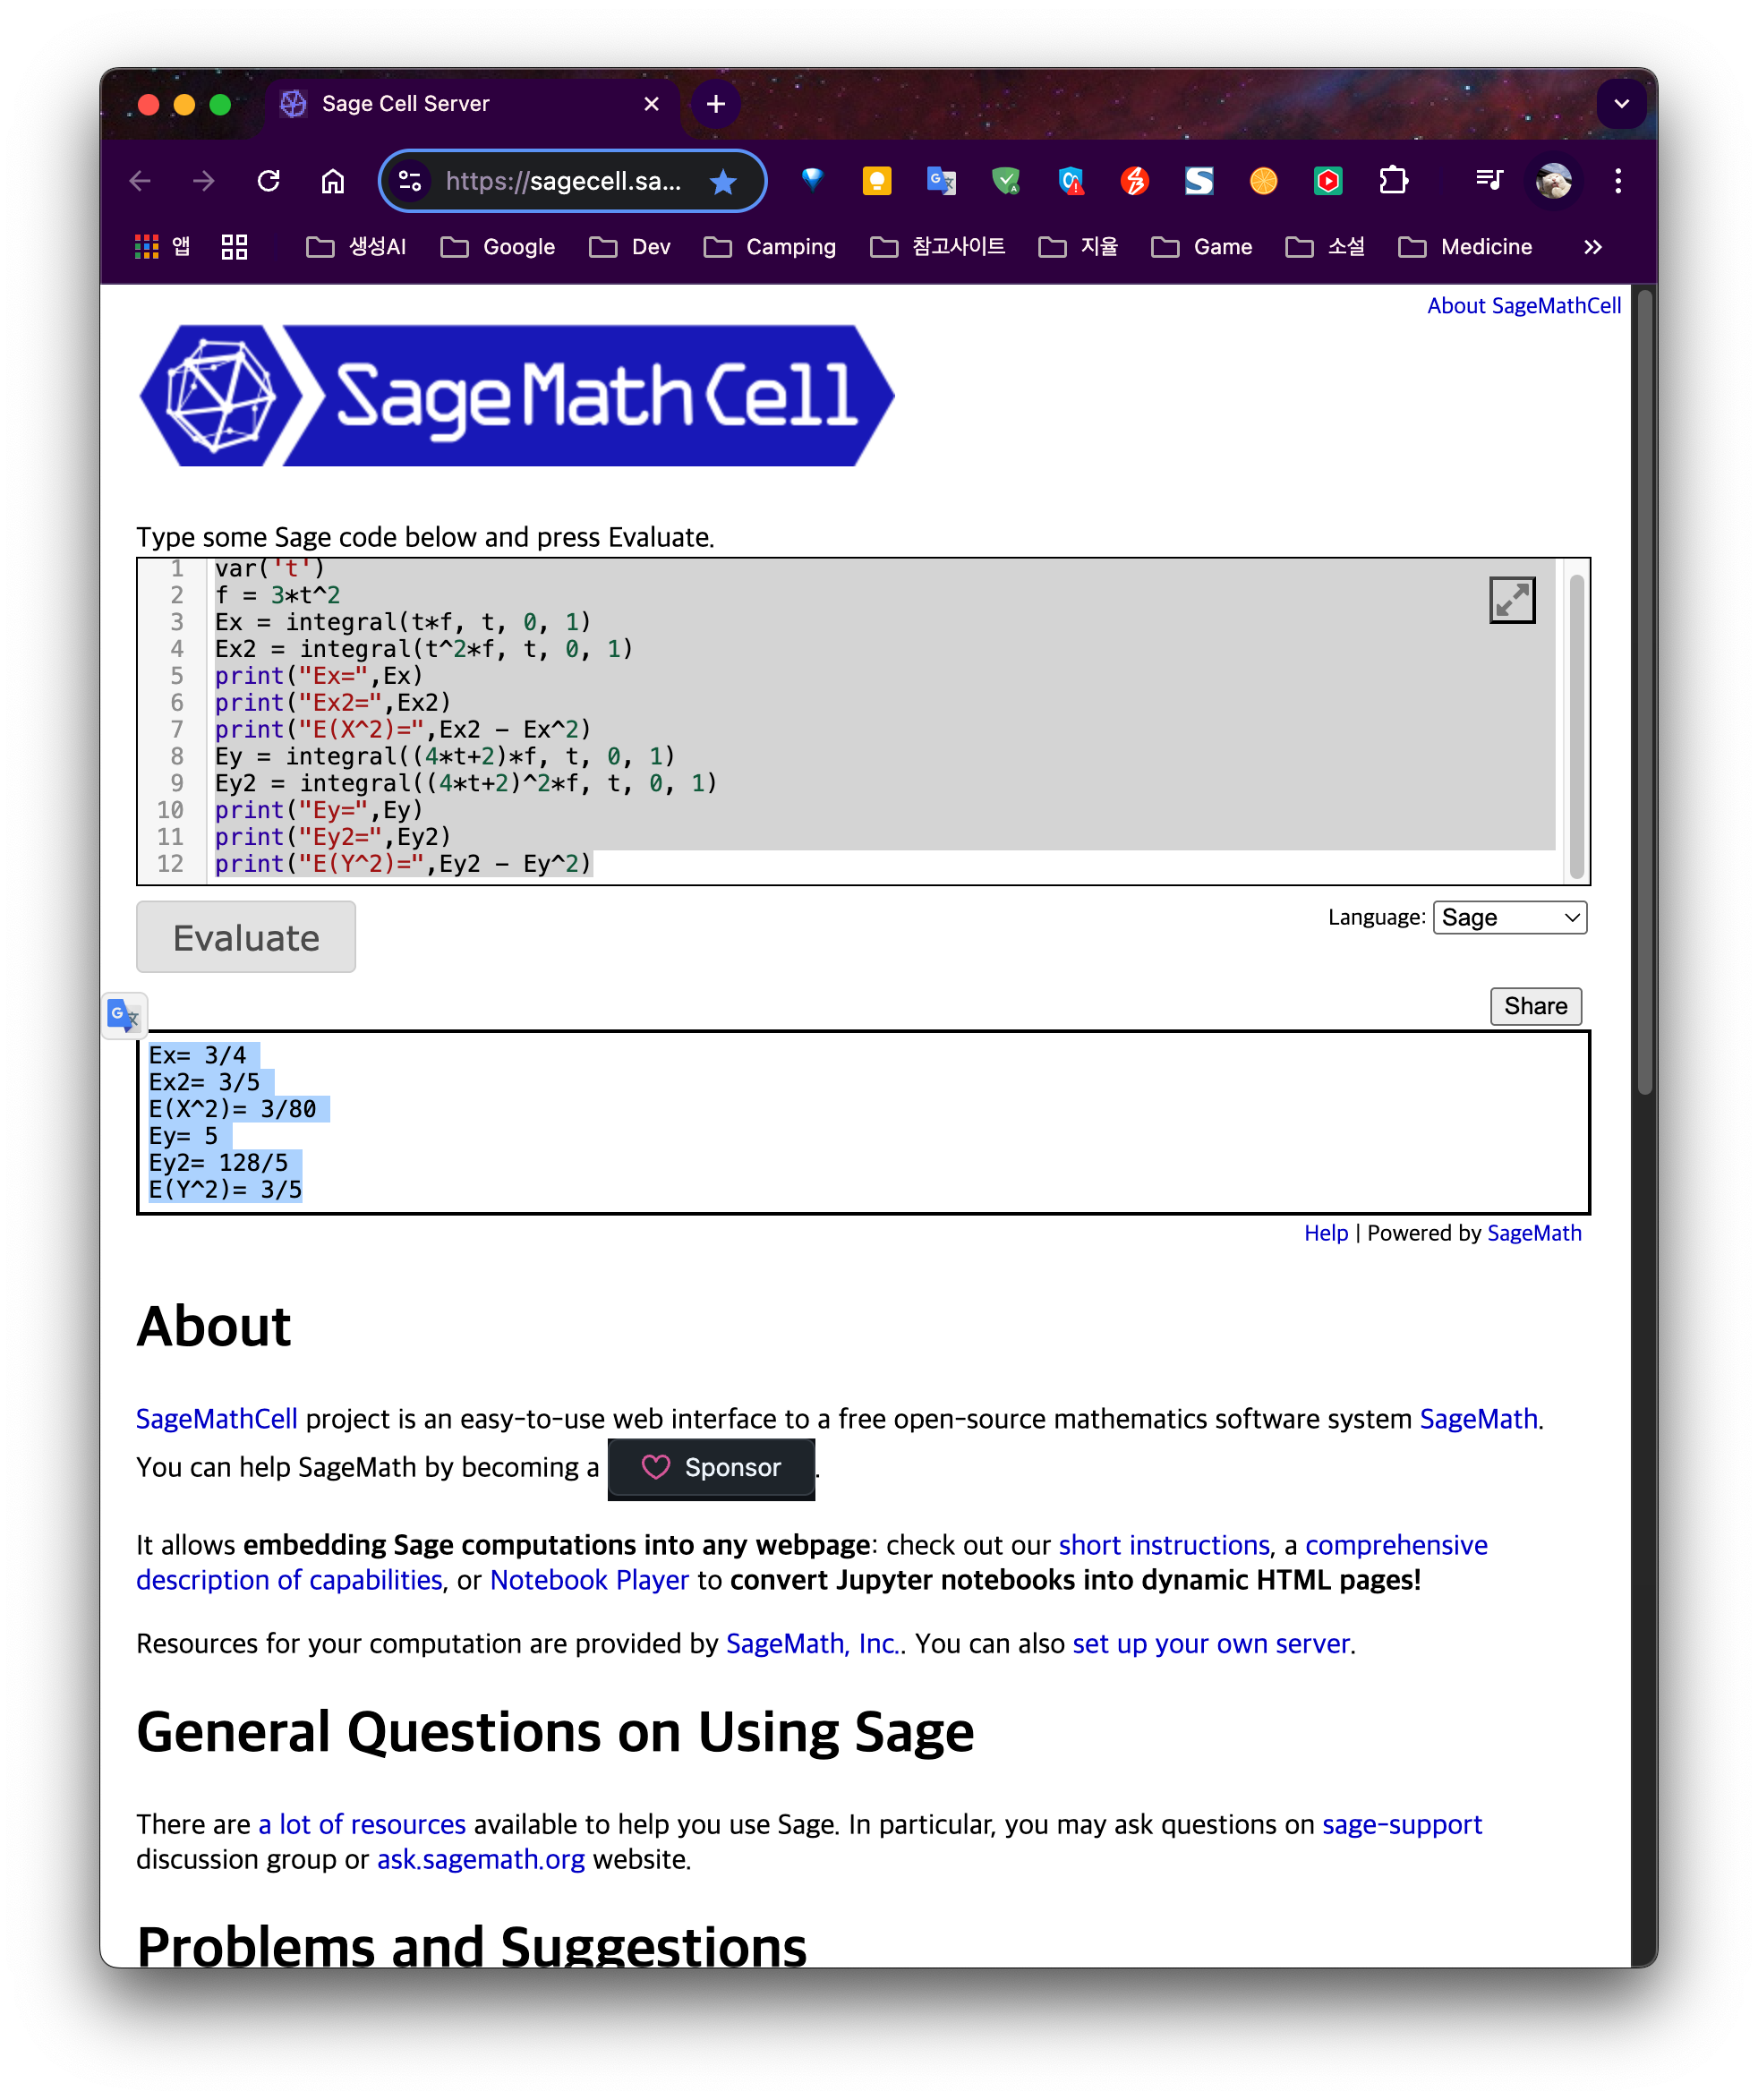 Sage Cell Server
https://sagecell.sa...
앱
생성AI
Google
Dev
Camping
참고사이트
지율
Game
소설
Medicine
About SageMathCell
SageMathCell
Type some Sage code below and press Evaluate.
1 var('t')
2 f = 3*t^2
3 Ex = integral(t*f, t, 0, 1)
4 Ex2 = integral(t^2*f, t, 0, 1)
5 print("Ex=",Ex)
6 print("Ex2=",Ex2)
7 print("E(X^2)=",Ex2 - Ex^2)
8 Ey = integral((4*t+2)*f, t, 0, 1)
9 Ey2 = integral((4*t+2)^2*f, t, 0, 1)
10 print("Ey=",Ey)
11 print("Ey2=",Ey2)
12 print("E(Y^2)=",Ey2 - Ey^2)
Evaluate
Language: Sage
Share
Ex= 3/4
Ex2= 3/5
E(X^2)= 3/80
Ey= 5
Ey2= 128/5
E(Y^2)= 3/5
Help | Powered by SageMath
About
SageMathCell project is an easy-to-use web interface to a free open-source mathematics software system SageMath.
You can help SageMath by becoming a Sponsor.
It allows embedding Sage computations into any webpage: check out our short instructions, a comprehensive
description of capabilities, or Notebook Player to convert Jupyter notebooks into dynamic HTML pages!
Resources for your computation are provided by SageMath, Inc.. You can also set up your own server.
General Questions on Using Sage
There are a lot of resources available to help you use Sage. In particular, you may ask questions on sage-support
discussion group or ask.sagemath.org website.
Problems and Suggestions